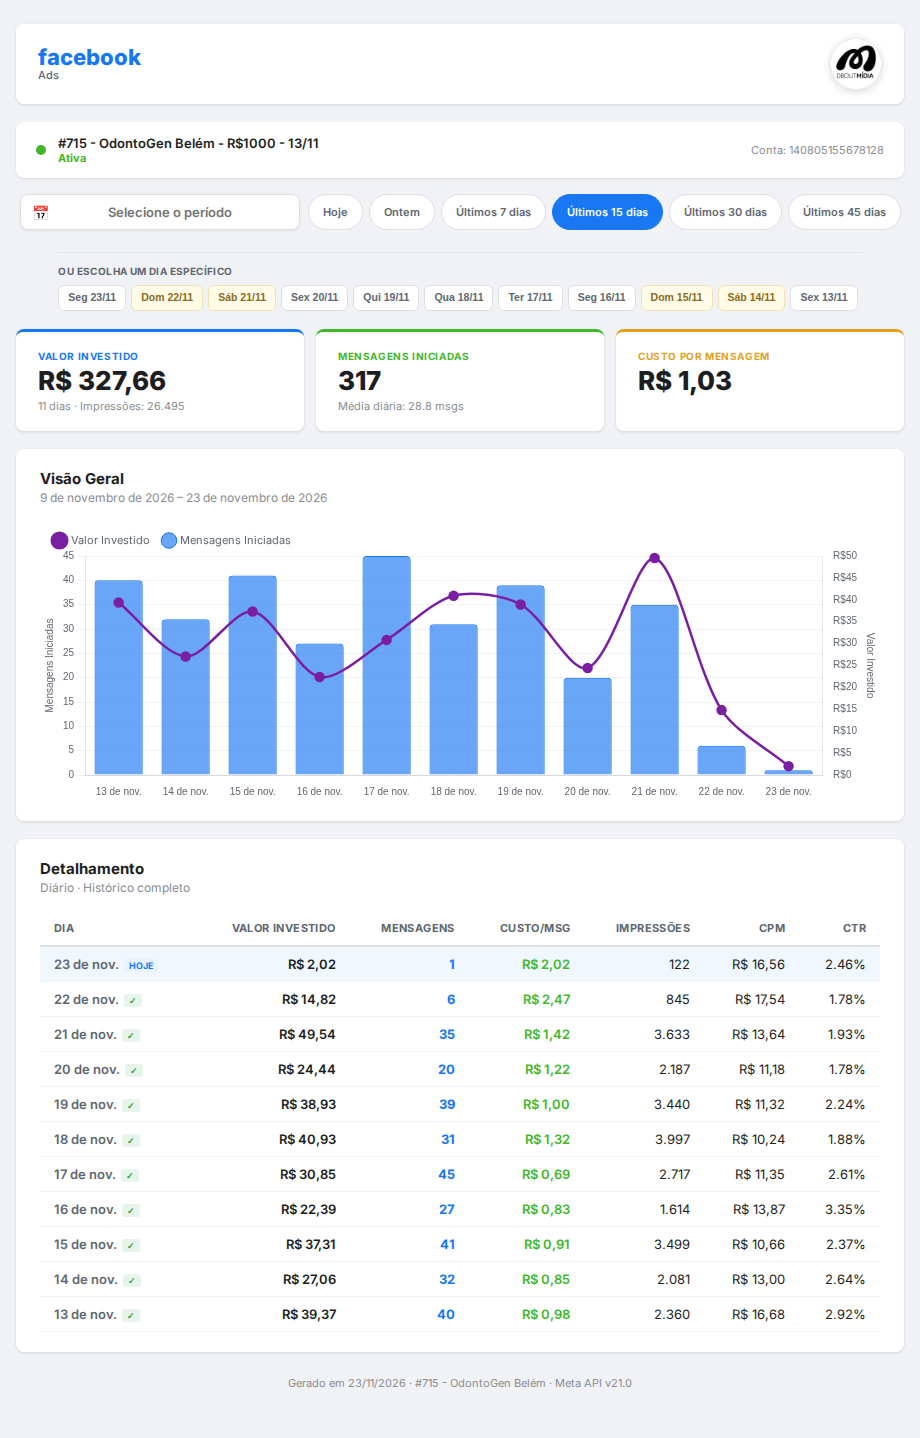 facebook
Ads
DBOUTMÍDIA
#715 - OdontoGen Belém - R$1000 - 13/11
Ativa
Conta: 140805155678128
Selecione o período
Hoje
Ontem
Últimos 7 dias
Últimos 15 dias
Últimos 30 dias
Últimos 45 dias
OU ESCOLHA UM DIA ESPECÍFICO
Seg 23/11
Dom 22/11
Sáb 21/11
Sex 20/11
Qui 19/11
Qua 18/11
Ter 17/11
Seg 16/11
Dom 15/11
Sáb 14/11
Sex 13/11
VALOR INVESTIDO
R$ 327,66
11 dias · Impressões: 26.495
MENSAGENS INICIADAS
317
Média diária: 28.8 msgs
CUSTO POR MENSAGEM
R$ 1,03
Visão Geral
9 de novembro de 2026 – 23 de novembro de 2026
Valor Investido
Mensagens Iniciadas
Mensagens Iniciadas
45
40
35
30
25
20
15
10
5
0
R$50
R$45
R$40
R$35
R$30
R$25
R$20
R$15
R$10
R$5
R$0
Valor Investido
13 de nov.
14 de nov.
15 de nov.
16 de nov.
17 de nov.
18 de nov.
19 de nov.
20 de nov.
21 de nov.
22 de nov.
23 de nov.
Detalhamento
Diário · Histórico completo
DIA VALOR INVESTIDO MENSAGENS CUSTO/MSG IMPRESSÕES CPM CTR
23 de nov. HOJE R$ 2,02 1 R$ 2,02 122 R$ 16,56 2.46%
22 de nov. ✓ R$ 14,82 6 R$ 2,47 845 R$ 17,54 1.78%
21 de nov. ✓ R$ 49,54 35 R$ 1,42 3.633 R$ 13,64 1.93%
20 de nov. ✓ R$ 24,44 20 R$ 1,22 2.187 R$ 11,18 1.78%
19 de nov. ✓ R$ 38,93 39 R$ 1,00 3.440 R$ 11,32 2.24%
18 de nov. ✓ R$ 40,93 31 R$ 1,32 3.997 R$ 10,24 1.88%
17 de nov. ✓ R$ 30,85 45 R$ 0,69 2.717 R$ 11,35 2.61%
16 de nov. ✓ R$ 22,39 27 R$ 0,83 1.614 R$ 13,87 3.35%
15 de nov. ✓ R$ 37,31 41 R$ 0,91 3.499 R$ 10,66 2.37%
14 de nov. ✓ R$ 27,06 32 R$ 0,85 2.081 R$ 13,00 2.64%
13 de nov. ✓ R$ 39,37 40 R$ 0,98 2.360 R$ 16,68 2.92%
Gerado em 23/11/2026 · #715 - OdontoGen Belém · Meta API v21.0